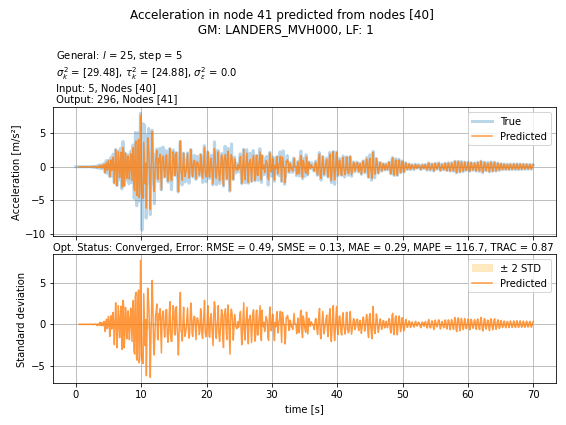 Acceleration in node 41 predicted from nodes [40]
GM: LANDERS_MVH000, LF: 1
General: l = 25, step = 5
σ²ₖ = [29.48], τ²ₖ = [24.88], σ²ε = 0.0
Input: 5, Nodes [40]
Output: 296, Nodes [41]
True
Predicted
Acceleration [m/s²]
5
0
−5
−10
Opt. Status: Converged, Error: RMSE = 0.49, SMSE = 0.13, MAE = 0.29, MAPE = 116.7, TRAC = 0.87
± 2 STD
Predicted
Standard deviation
5
0
−5
0 10 20 30 40 50 60 70
time [s]